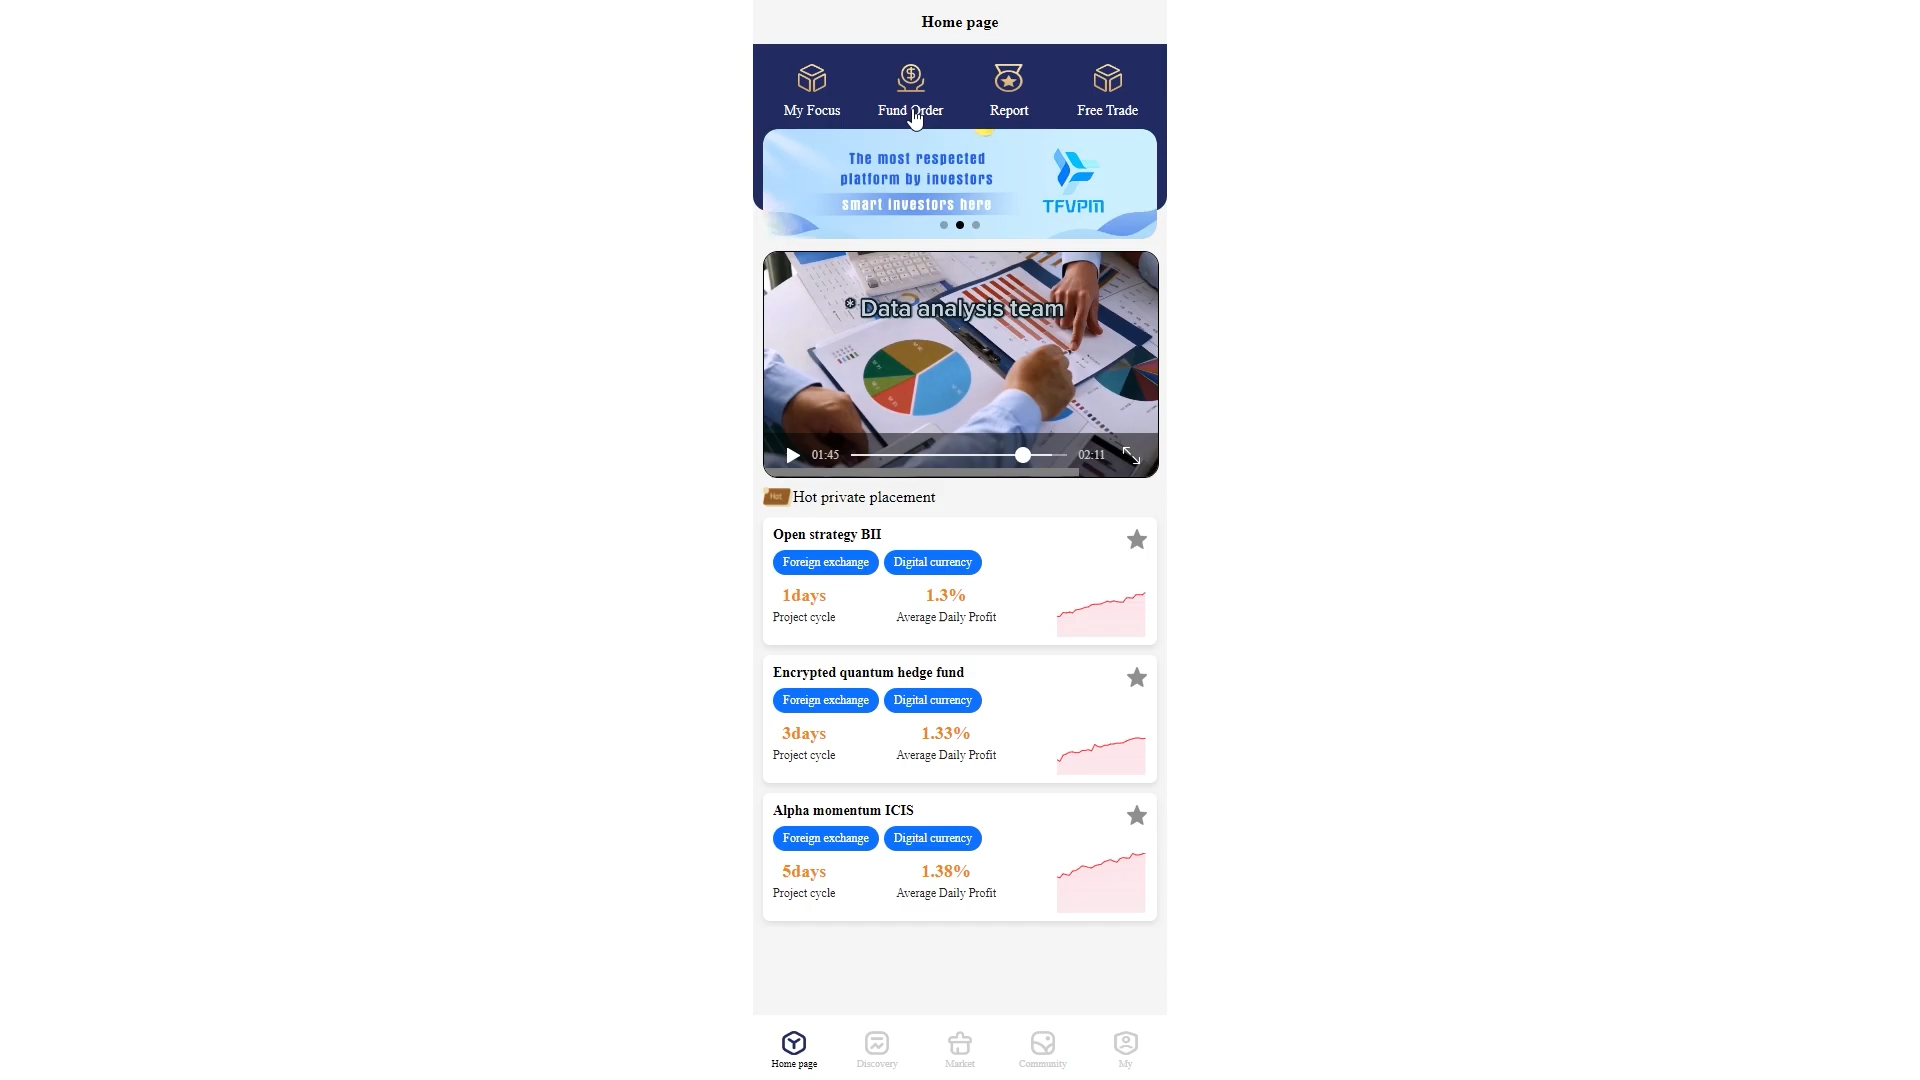 Home page
My Focus
Fund Order
Report
Free Trade
The most respected
platform by investors
smart investors here
TFVPM
* Data analysis team
01:45
02:11
Hot
Hot private placement
Open strategy BII
Foreign exchange
Digital currency
1days
1.3%
Project cycle
Average Daily Profit
Encrypted quantum hedge fund
Foreign exchange
Digital currency
3days
1.33%
Project cycle
Average Daily Profit
Alpha momentum ICIS
Foreign exchange
Digital currency
5days
1.38%
Project cycle
Average Daily Profit
Home page
Discovery
Market
Community
My